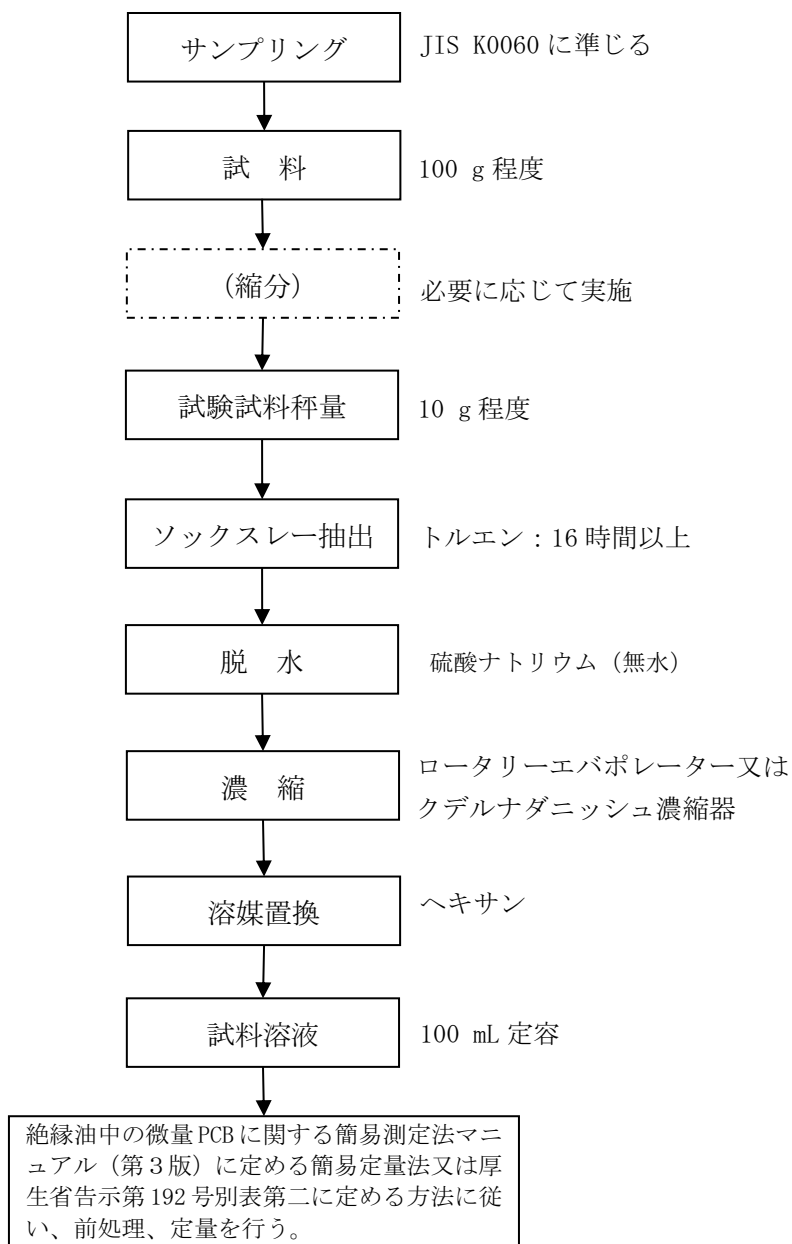 サンプリング
JIS K0060 に準じる
試　料
100 g 程度
(縮分)
必要に応じて実施
試験試料秤量
10 g 程度
ソックスレー抽出
トルエン：16 時間以上
脱　水
硫酸ナトリウム（無水）
濃　縮
ロータリーエバポレーター又は
クデルナダニッシュ濃縮器
溶媒置換
ヘキサン
試料溶液
100 mL 定容
絶縁油中の微量 PCB に関する簡易測定法マニ
ュアル（第３版）に定める簡易定量法又は厚
生省告示第 192 号別表第二に定める方法に従
い、前処理、定量を行う。